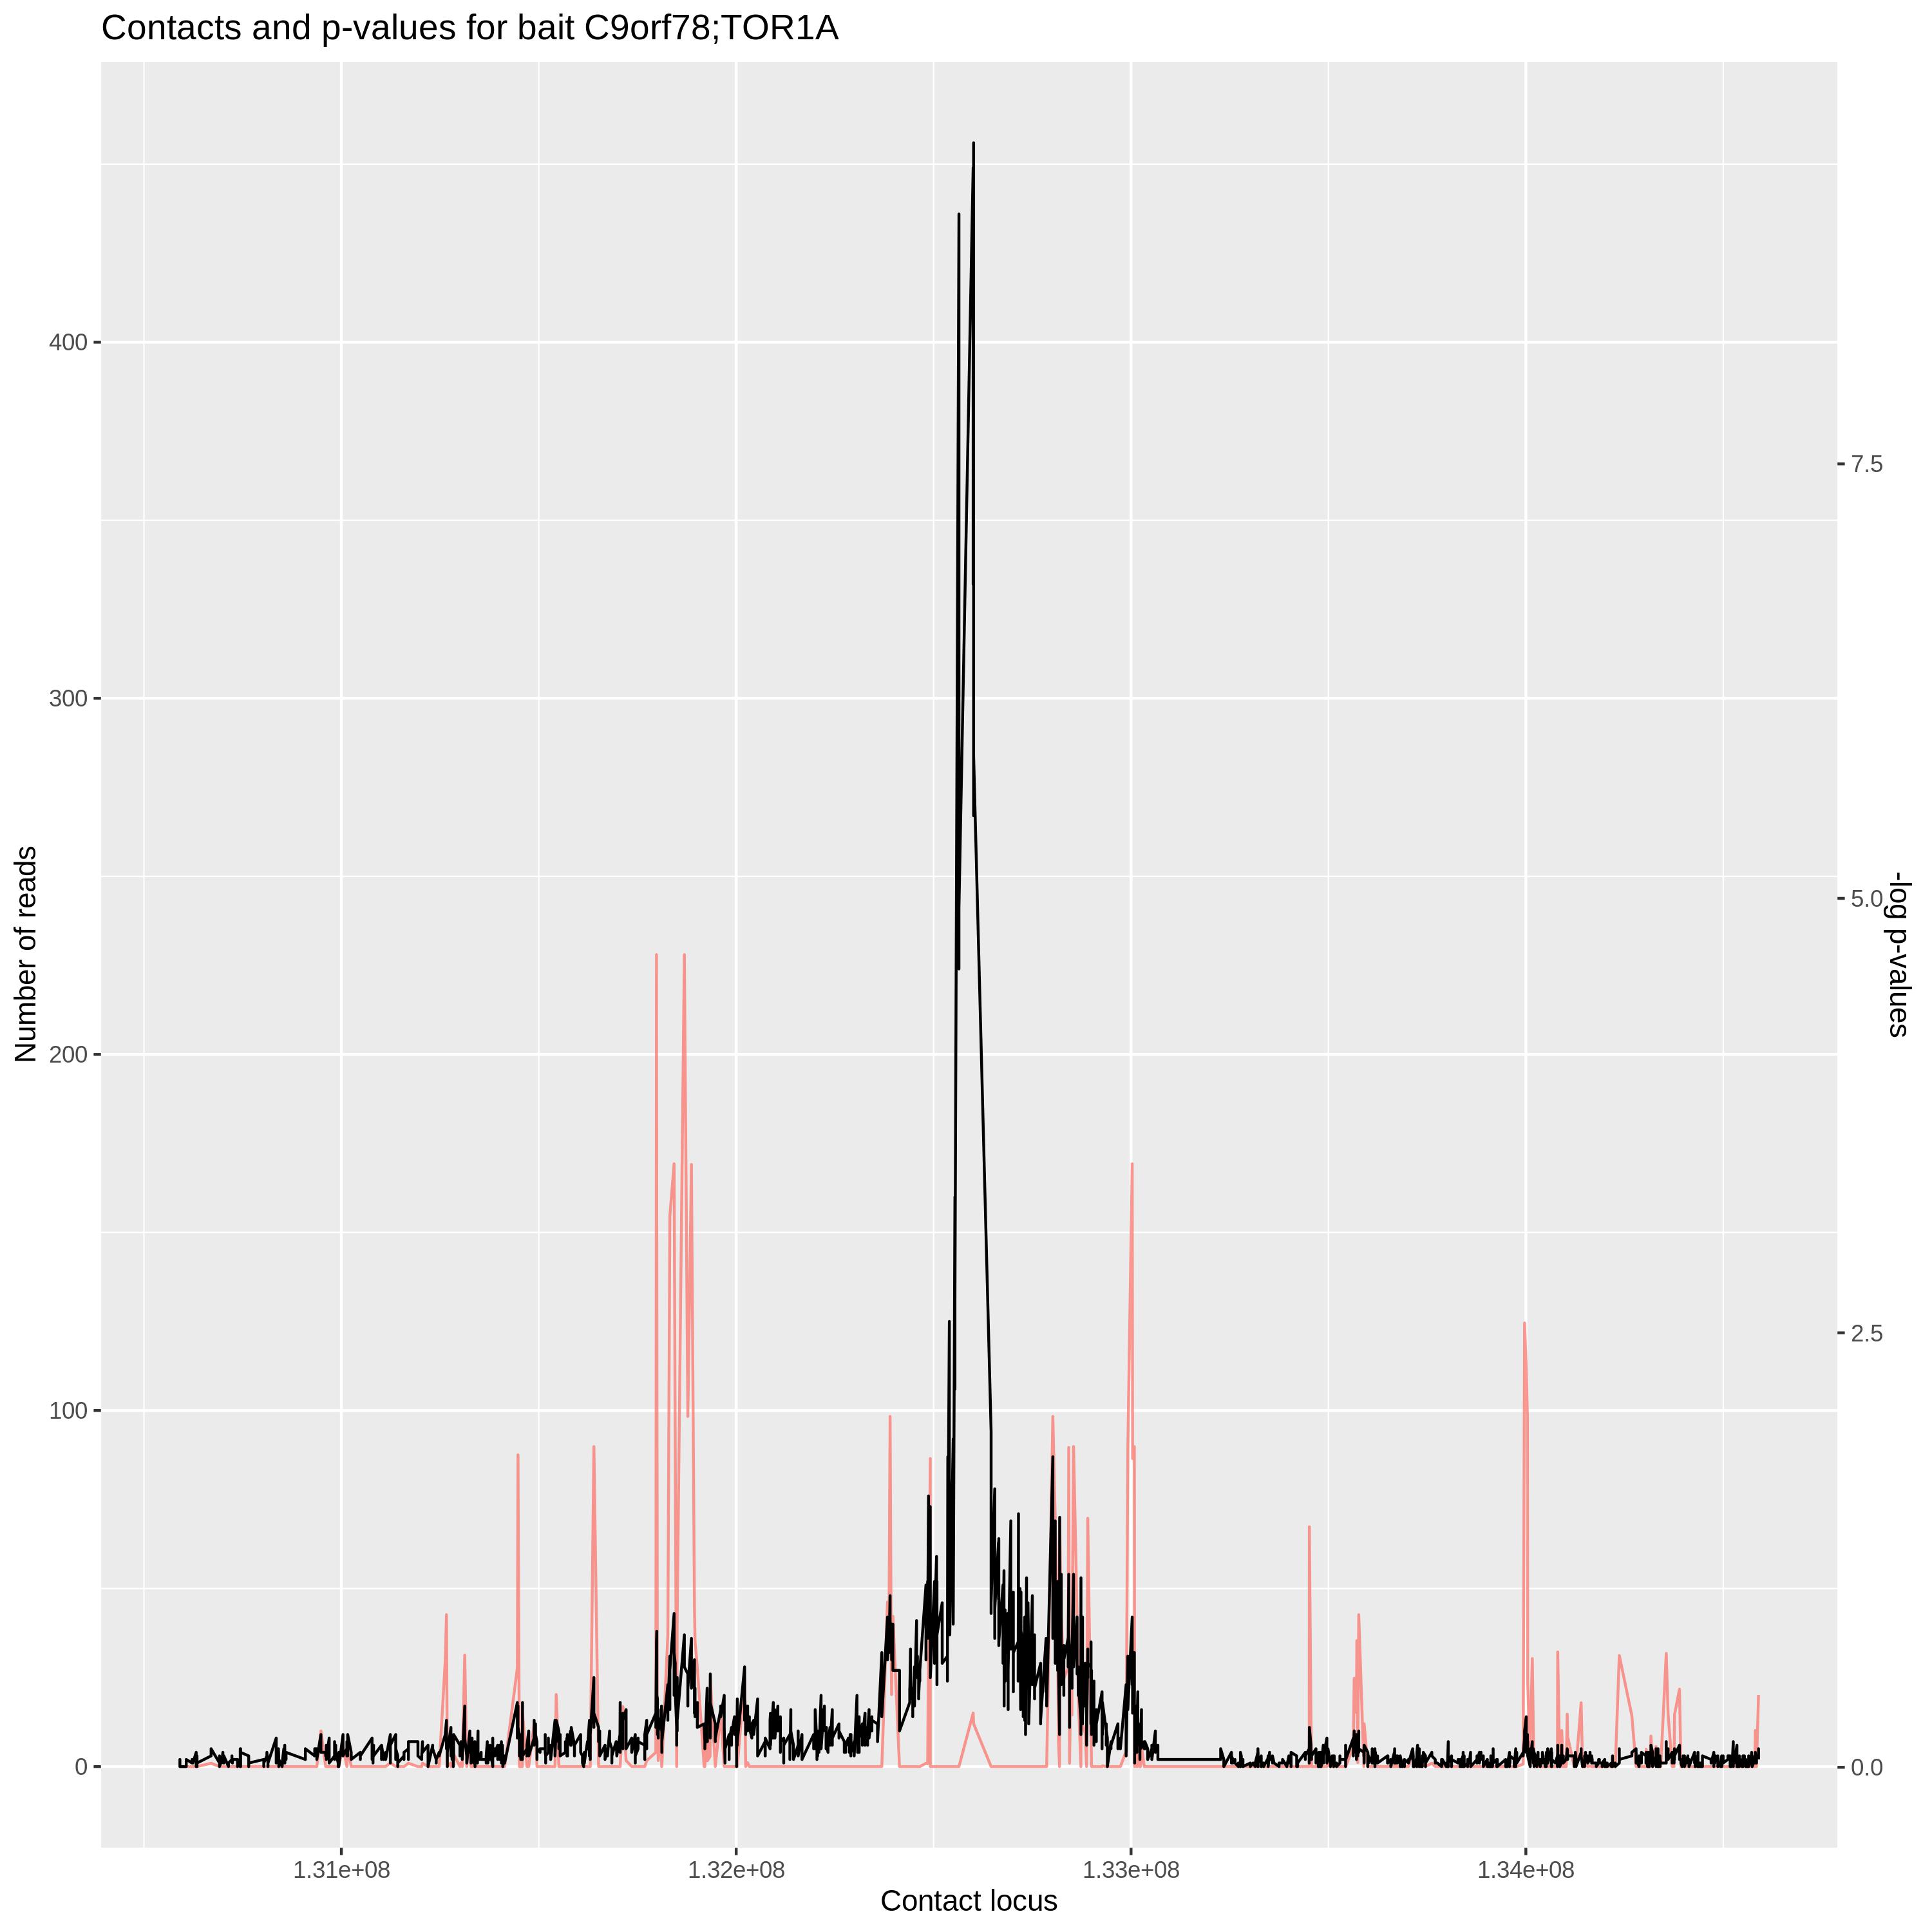 Contacts and p-values for bait C9orf78;TOR1A
Number of reads
400
300
200
100
0
7.5
5.0
2.5
0.0
-log p-values
1.31e+08
1.32e+08
1.33e+08
1.34e+08
Contact locus